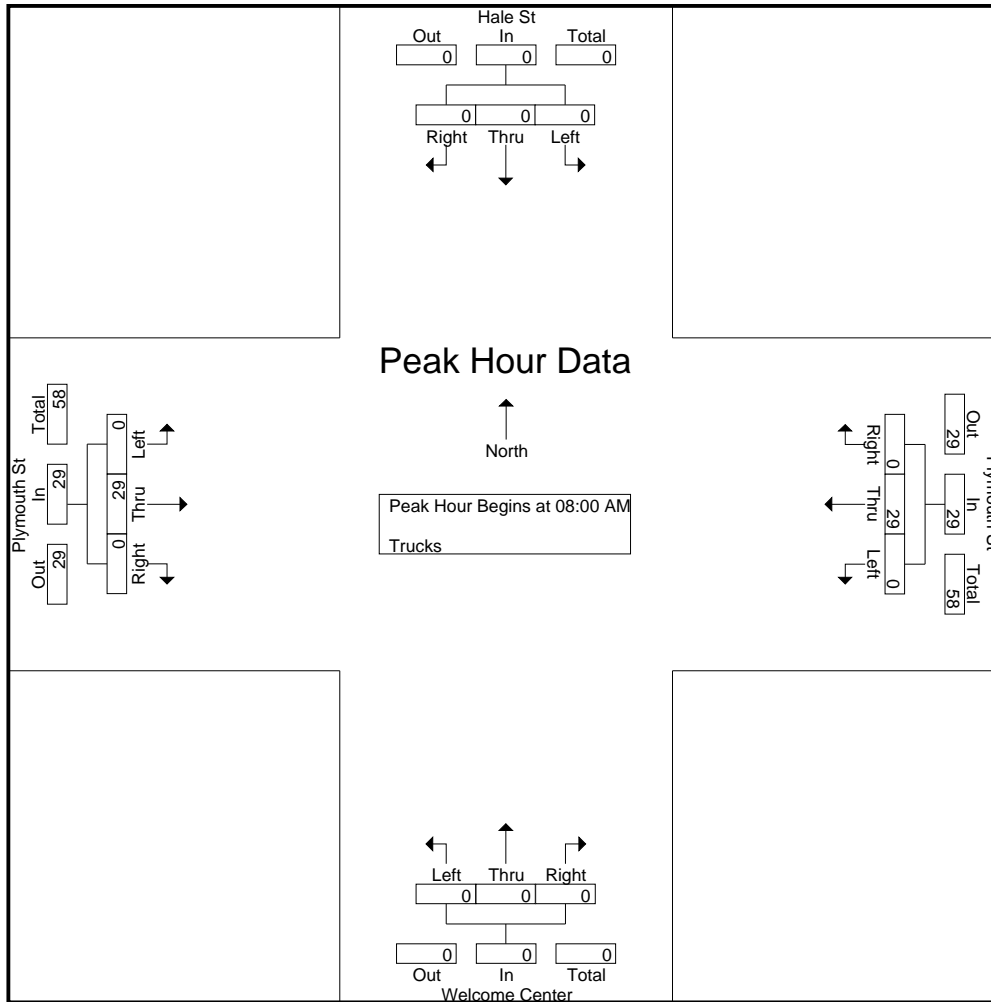 Hale St
Out In Total
0 0 0
0 0 0
Right Thru Left
Peak Hour Data
North
Peak Hour Begins at 08:00 AM
Trucks
Plymouth St
Total In Out
58 29 29
0 29 0
Left Thru Right
Plymouth St
Out In Total
29 29 58
0 29 0
Right Thru Left
Left Thru Right
0 0 0
0 0 0
Out In Total
Welcome Center